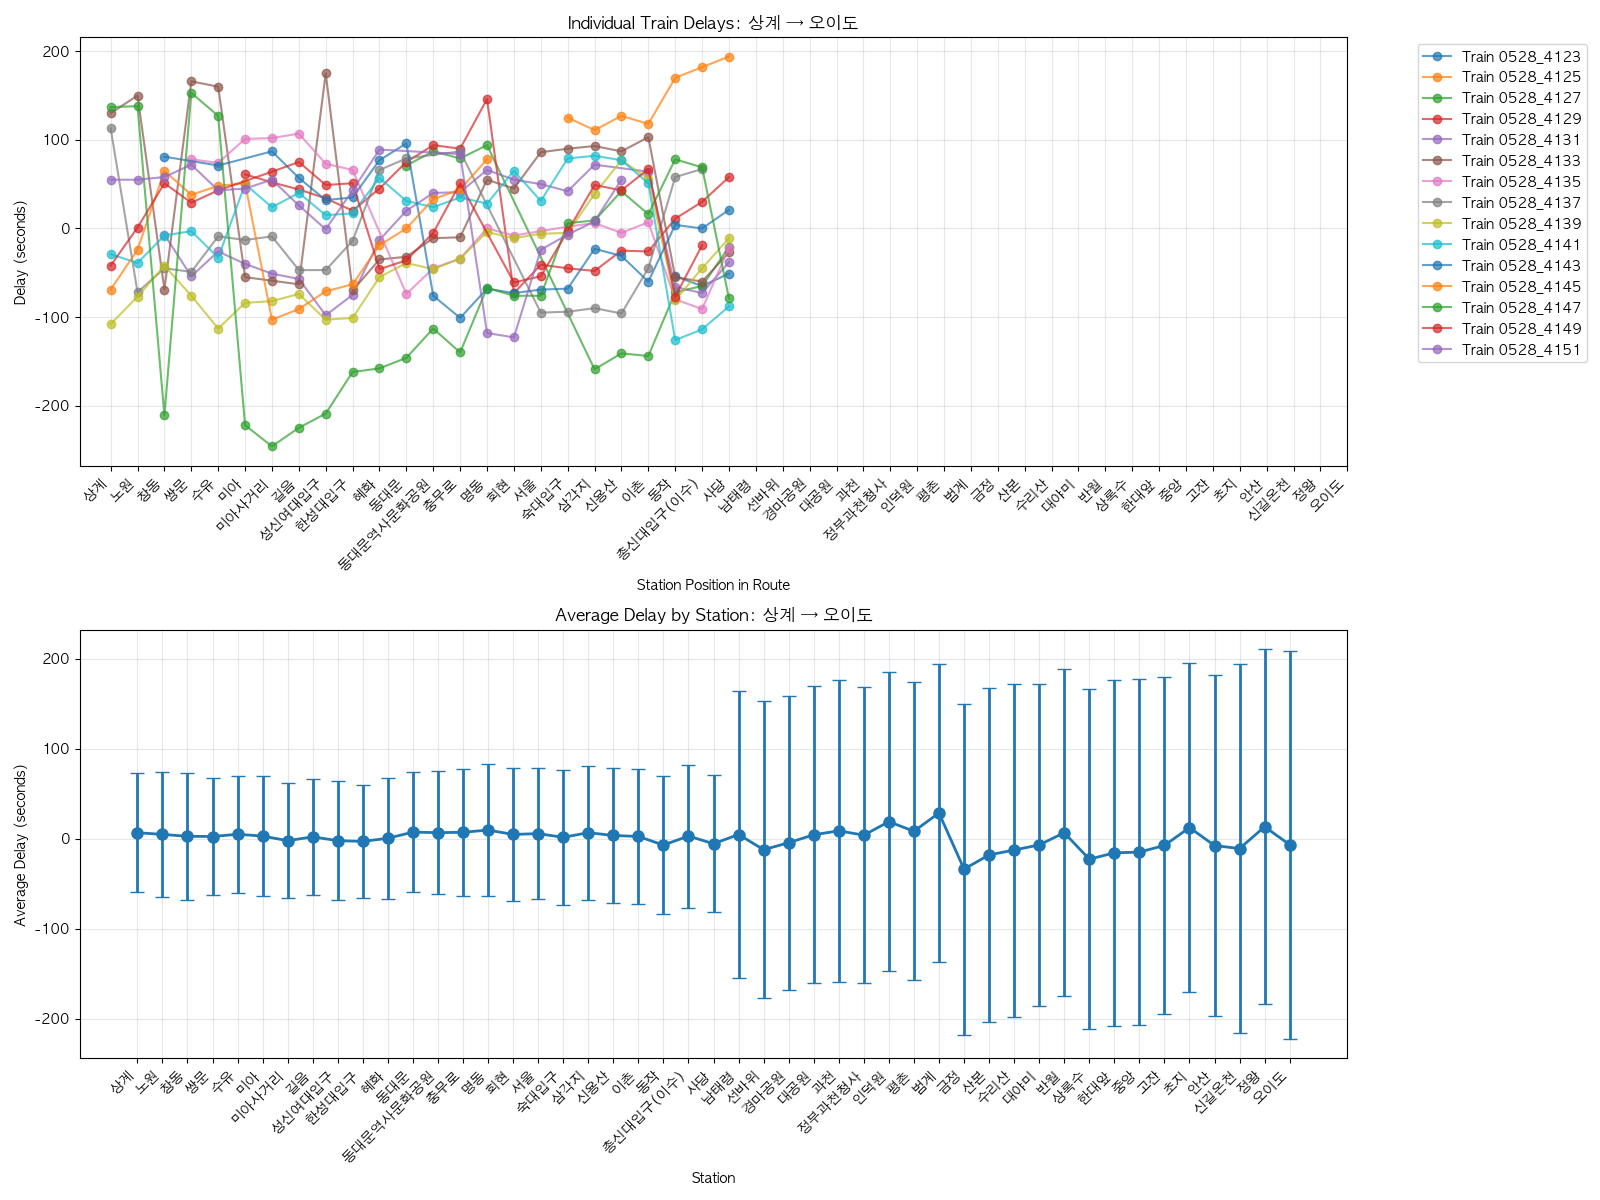 Individual Train Delays: 상계 → 오이도
Delay (seconds)
200
100
0
-100
-200
상계
노원
창동
쌍문
수유
미아
미아사거리
길음
성신여대입구
한성대입구
혜화
동대문
동대문역사문화공원
충무로
명동
회현
서울
숙대입구
삼각지
신용산
이촌
동작
총신대입구(이수)
사당
남태령
선바위
경마공원
대공원
과천
정부과천청사
인덕원
평촌
범계
금정
산본
수리산
대야미
반월
상록수
한대앞
중앙
고잔
초지
안산
신길온천
정왕
오이도
Station Position in Route
Train 0528_4123
Train 0528_4125
Train 0528_4127
Train 0528_4129
Train 0528_4131
Train 0528_4133
Train 0528_4135
Train 0528_4137
Train 0528_4139
Train 0528_4141
Train 0528_4143
Train 0528_4145
Train 0528_4147
Train 0528_4149
Train 0528_4151
Average Delay by Station: 상계 → 오이도
Average Delay (seconds)
200
100
0
-100
-200
상계
노원
창동
쌍문
수유
미아
미아사거리
길음
성신여대입구
한성대입구
혜화
동대문
동대문역사문화공원
충무로
명동
회현
서울
숙대입구
삼각지
신용산
이촌
동작
총신대입구(이수)
사당
남태령
선바위
경마공원
대공원
과천
정부과천청사
인덕원
평촌
범계
금정
산본
수리산
대야미
반월
상록수
한대앞
중앙
고잔
초지
안산
신길온천
정왕
오이도
Station